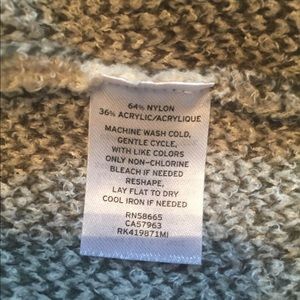 64% NYLON
36% ACRYLIC/ACRYLIQUE
MACHINE WASH COLD,
GENTLE CYCLE,
WITH LIKE COLORS
ONLY NON-CHLORINE
BLEACH IF NEEDED
RESHAPE,
LAY FLAT TO DRY
COOL IRON IF NEEDED
RN58665
CA57963
RK419871MI